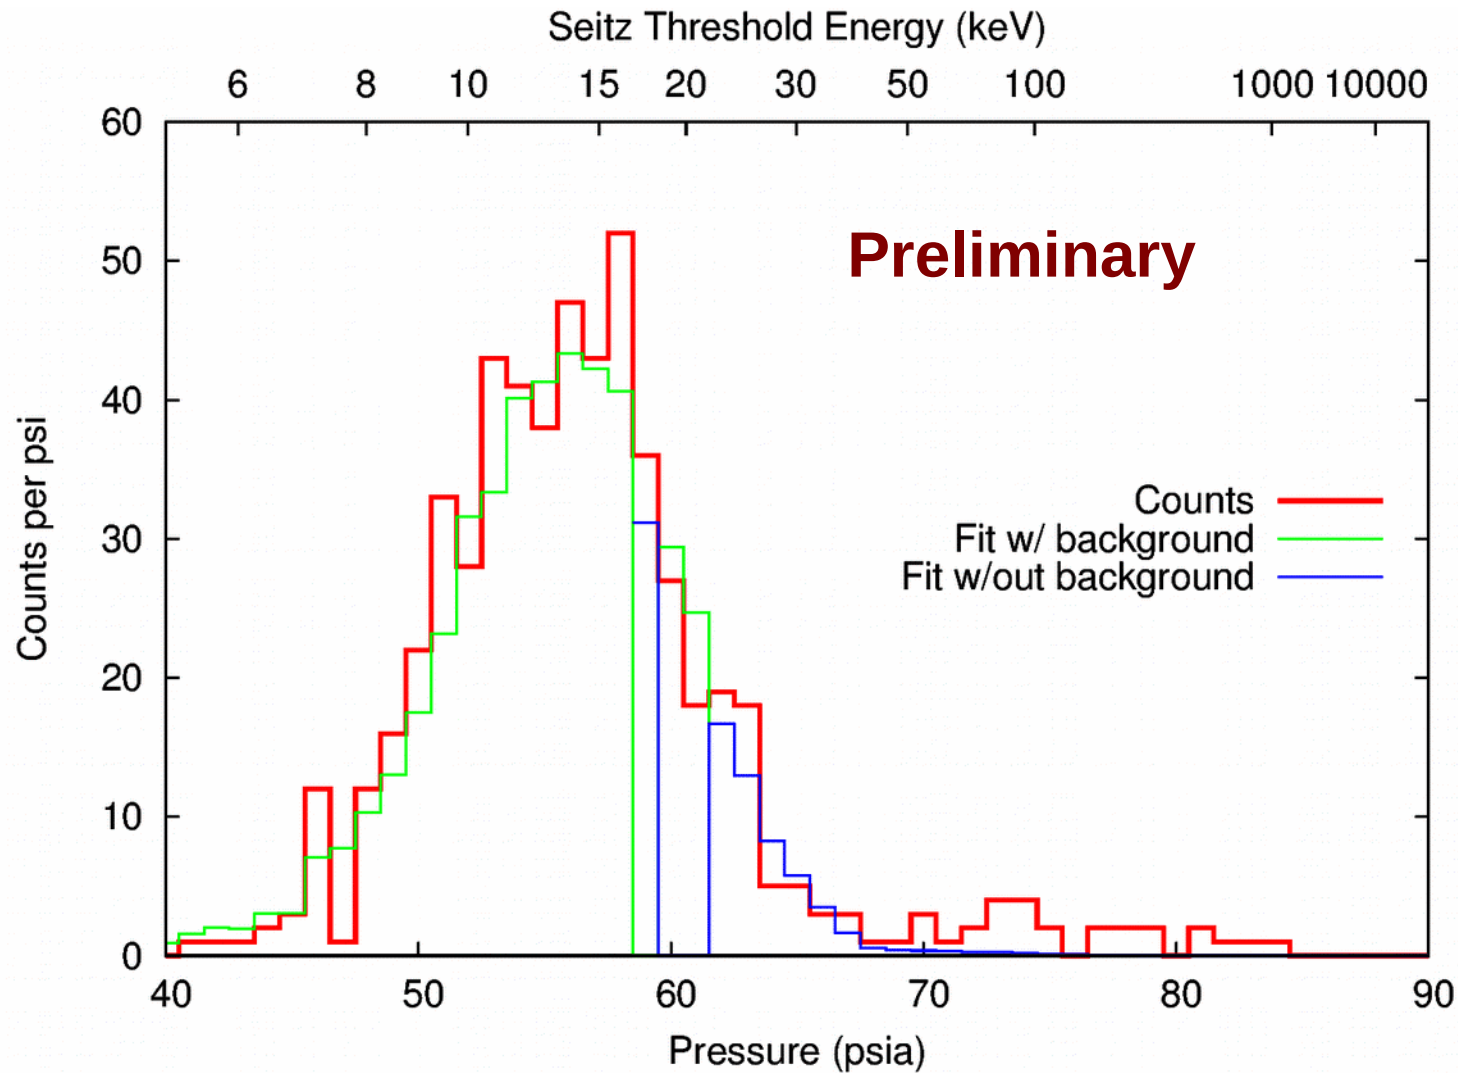 Seitz Threshold Energy (keV)
6 8 10 15 20 30 50 100 1000 10000
60
50
40
30
20
10
0
Counts per psi
Preliminary
Counts
Fit w/ background
Fit w/out background
40 50 60 70 80 90
Pressure (psia)